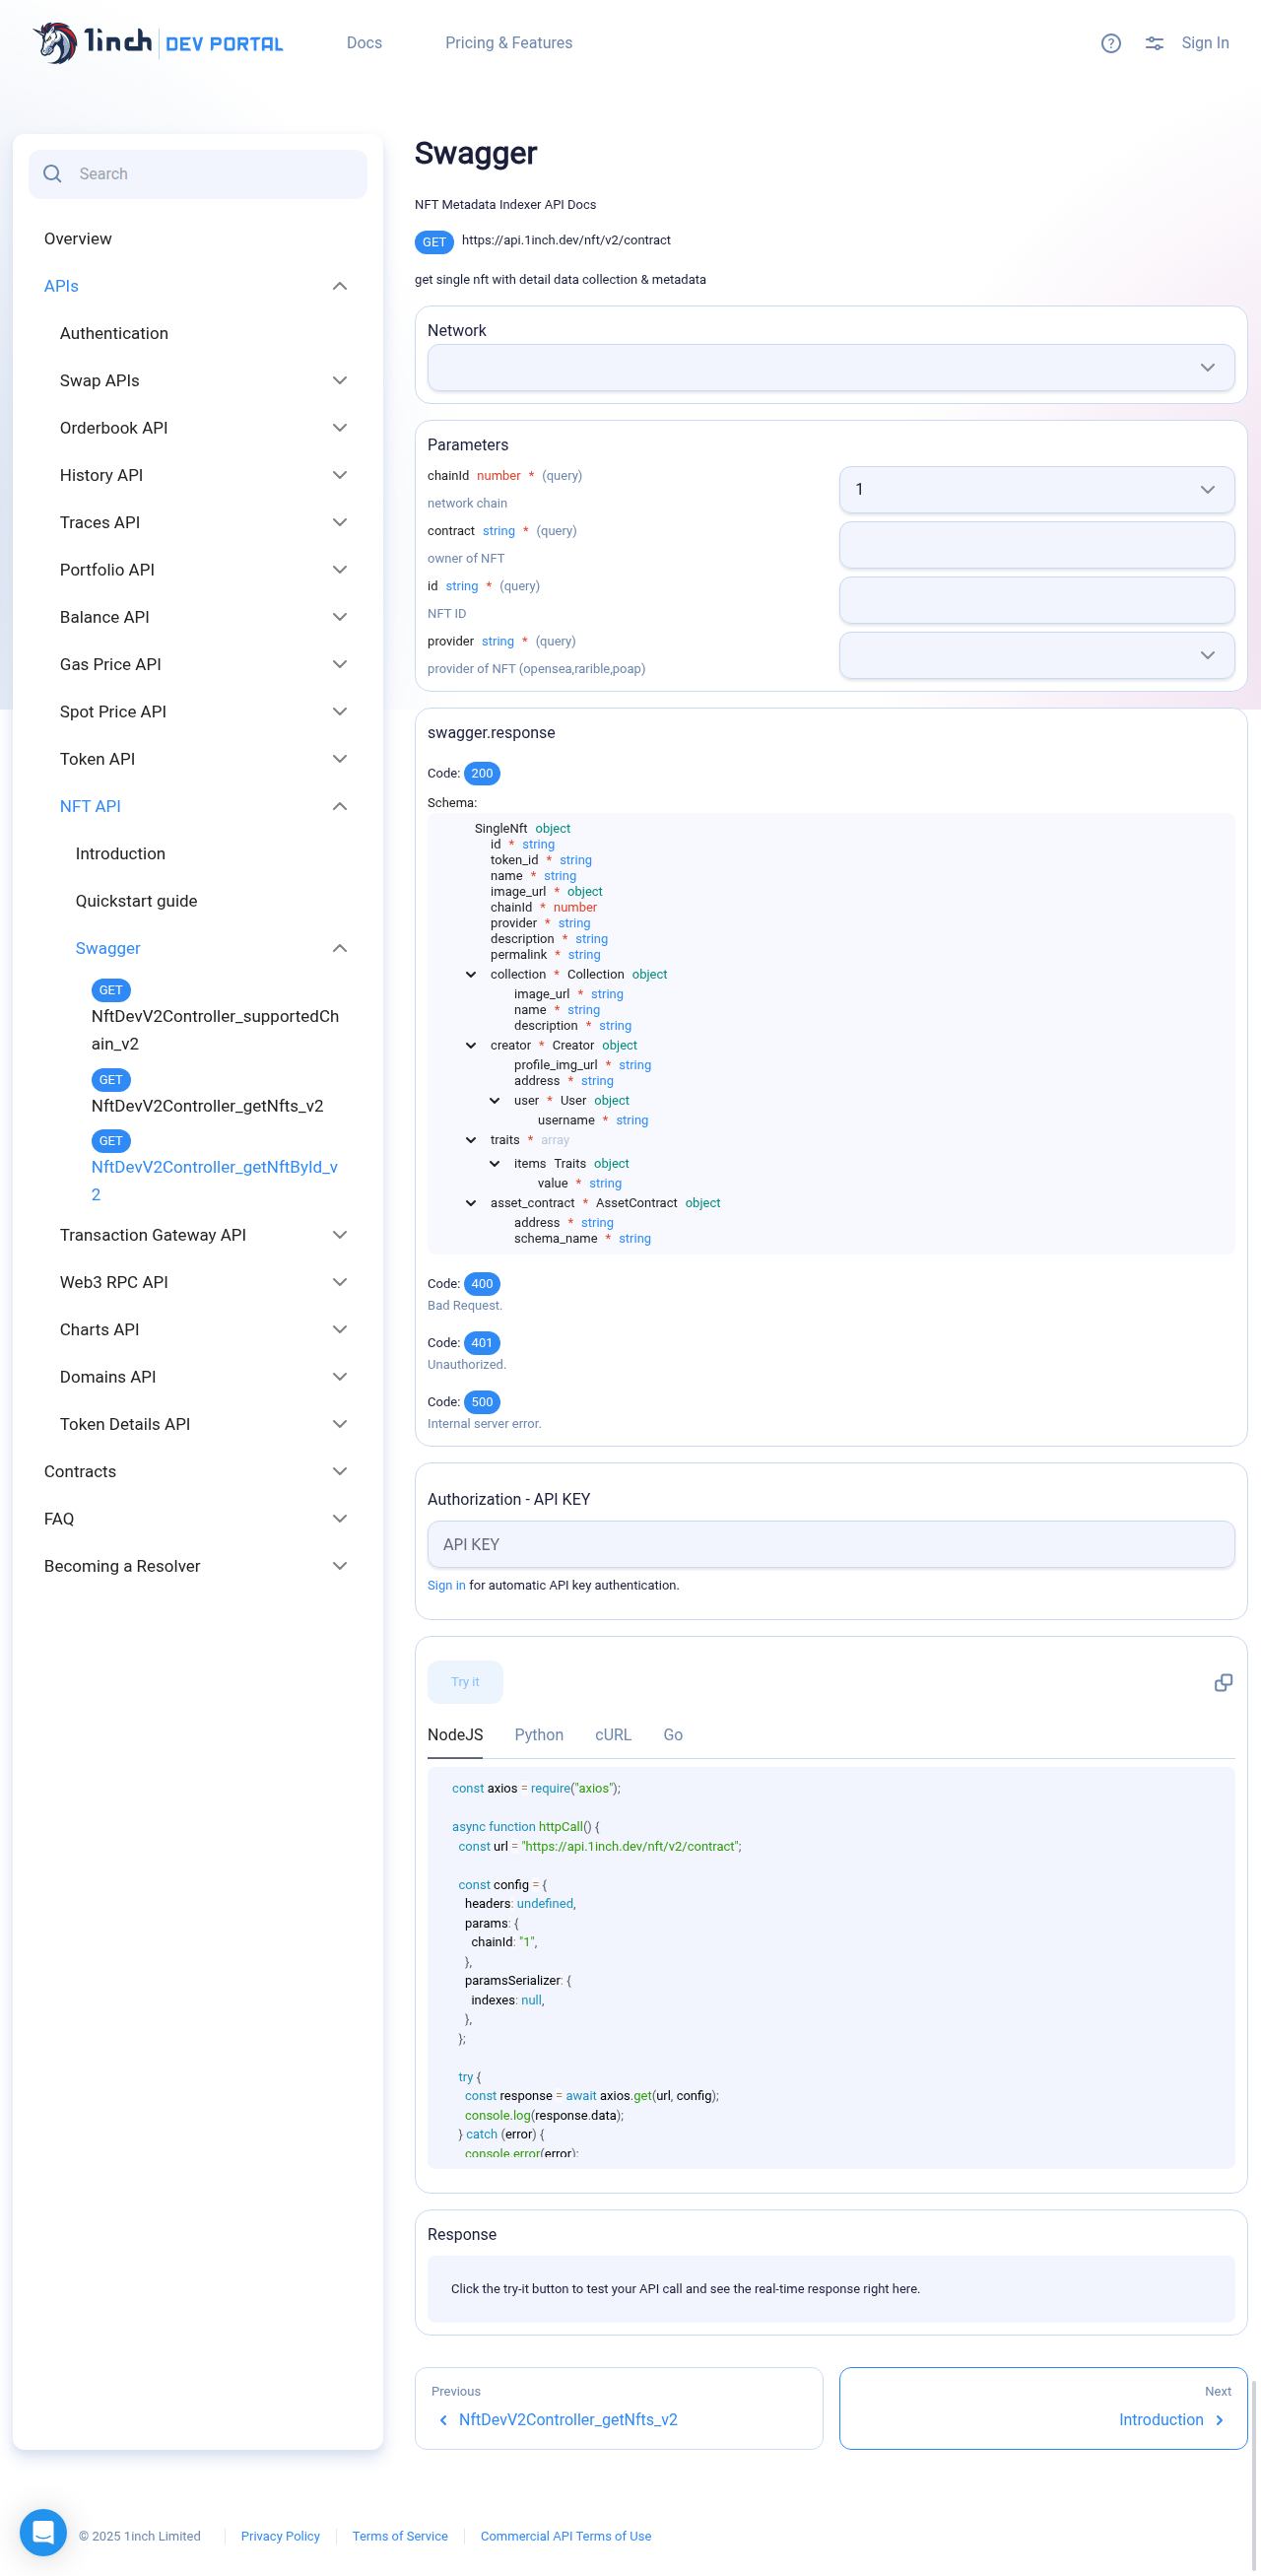 1inch DEV PORTAL
Docs
Pricing & Features
Sign In
Search
Overview
APIs
Authentication
Swap APIs
Orderbook API
History API
Traces API
Portfolio API
Balance API
Gas Price API
Spot Price API
Token API
NFT API
Introduction
Quickstart guide
Swagger
GET
NftDevV2Controller_supportedCh
ain_v2
GET
NftDevV2Controller_getNfts_v2
GET
NftDevV2Controller_getNftById_v
2
Transaction Gateway API
Web3 RPC API
Charts API
Domains API
Token Details API
Contracts
FAQ
Becoming a Resolver
Swagger
NFT Metadata Indexer API Docs
GET https://api.1inch.dev/nft/v2/contract
get single nft with detail data collection & metadata
Network
Parameters
chainId number * (query)
network chain
1
contract string * (query)
owner of NFT
id string * (query)
NFT ID
provider string * (query)
provider of NFT (opensea,rarible,poap)
swagger.response
Code: 200
Schema:
SingleNft object
id * string
token_id * string
name * string
image_url * object
chainId * number
provider * string
description * string
permalink * string
collection * Collection object
image_url * string
name * string
description * string
creator * Creator object
profile_img_url * string
address * string
user * User object
username * string
traits * array
items Traits object
value * string
asset_contract * AssetContract object
address * string
schema_name * string
Code: 400
Bad Request.
Code: 401
Unauthorized.
Code: 500
Internal server error.
Authorization - API KEY
API KEY
Sign in for automatic API key authentication.
Try it
NodeJS Python cURL Go
const axios = require("axios");
async function httpCall() {
const url = "https://api.1inch.dev/nft/v2/contract";
const config = {
headers: undefined,
params: {
chainId: "1",
},
paramsSerializer: {
indexes: null,
},
};
try {
const response = await axios.get(url, config);
console.log(response.data);
} catch (error) {
console.error(error);
Response
Click the try-it button to test your API call and see the real-time response right here.
Previous
NftDevV2Controller_getNfts_v2
Next
Introduction
© 2025 1inch Limited
Privacy Policy
Terms of Service
Commercial API Terms of Use